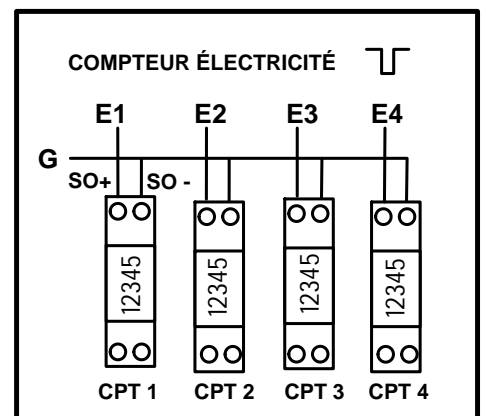 COMPTEUR ÉLECTRICITÉ
E1 E2 E3 E4
G
SO+ SO -
12345 12345 12345 12345
CPT 1 CPT 2 CPT 3 CPT 4